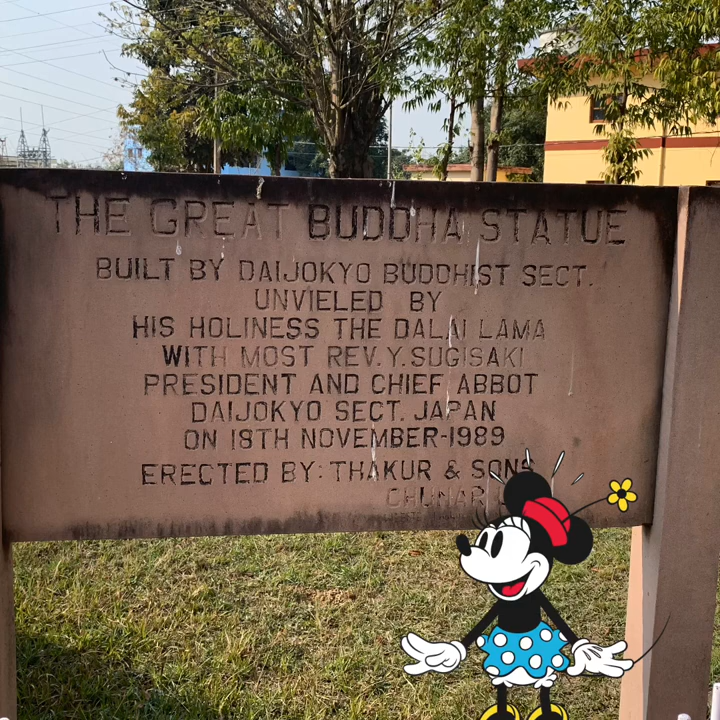 THE GREAT BUDDHA STATUE
BUILT BY DAIJOKYO BUDDHIST SECT.
UNVIELED BY
HIS HOLINESS THE DALAI LAMA
WITH MOST REV. Y. SUGISAKI
PRESIDENT AND CHIEF ABBOT
DAIJOKYO SECT. JAPAN
ON 18TH NOVEMBER-1989
ERECTED BY: THAKUR & SONS
CHUNAR